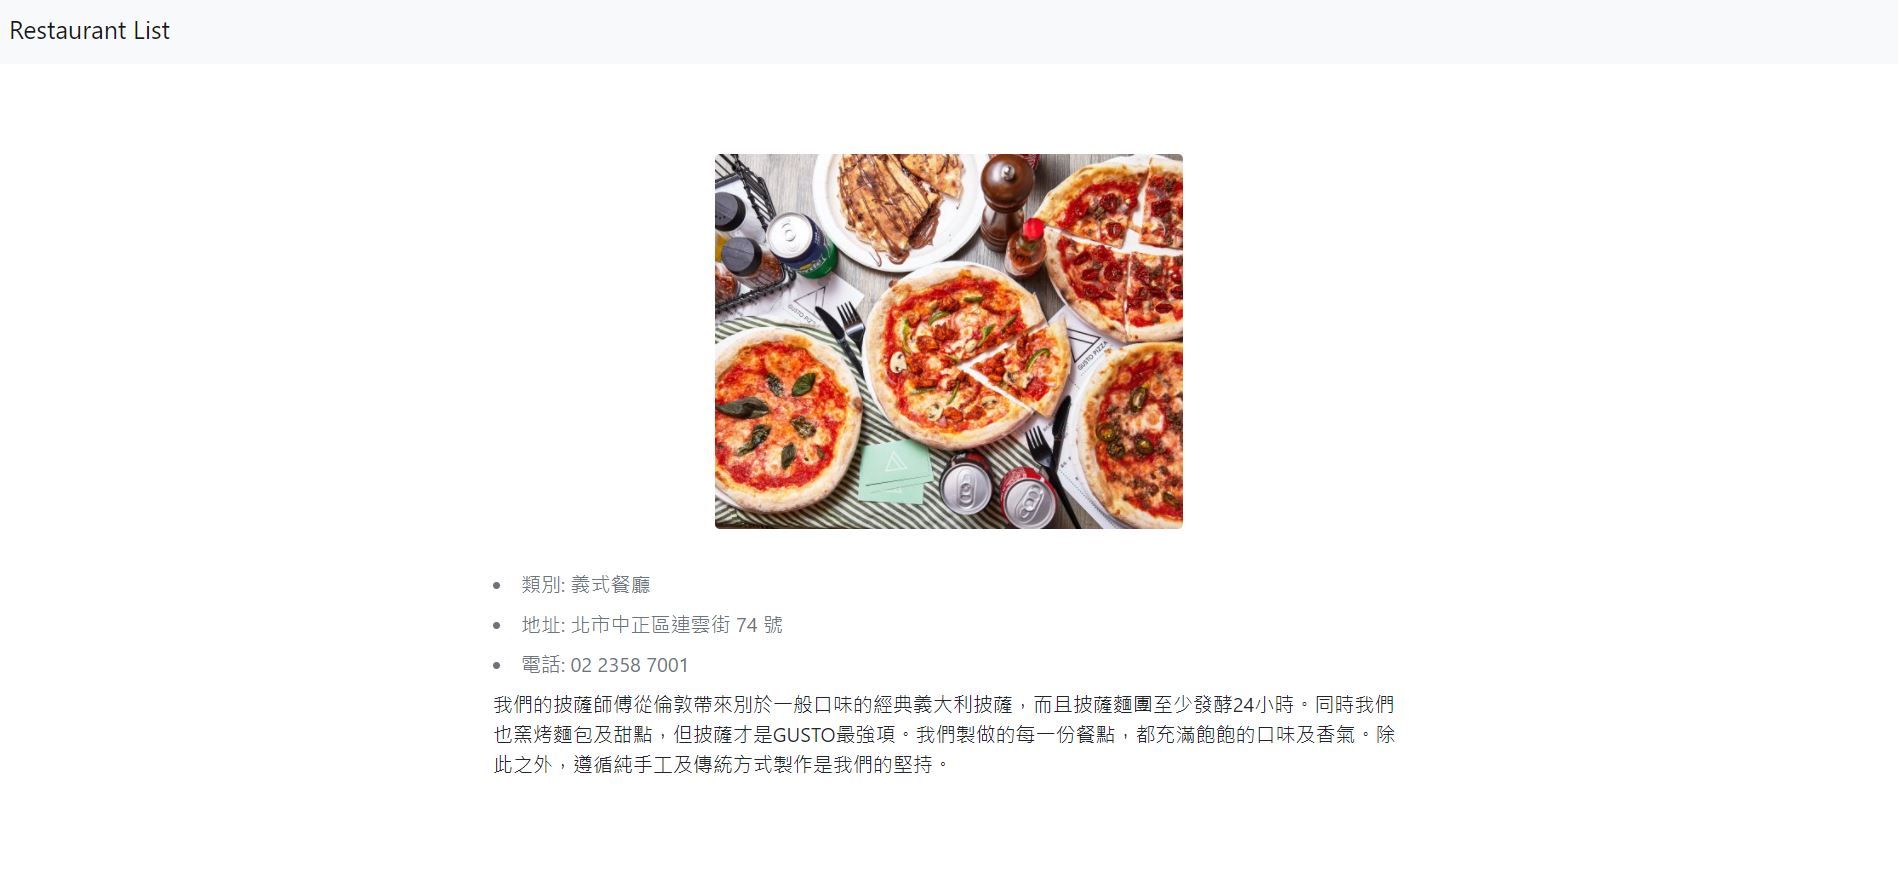 Restaurant List
GUSTO PIZZA
類別: 義式餐廳
地址: 北市中正區連雲街 74 號
電話: 02 2358 7001
我們的披薩師傅從倫敦帶來別於一般口味的經典義大利披薩，而且披薩麵團至少發酵24小時。同時我們
也窯烤麵包及甜點，但披薩才是GUSTO最強項。我們製做的每一份餐點，都充滿飽飽的口味及香氣。除
此之外，遵循純手工及傳統方式製作是我們的堅持。